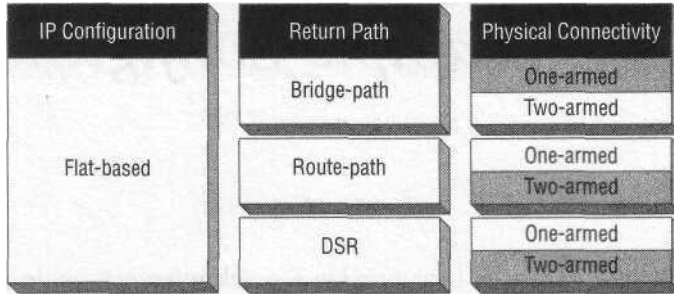 IP Configuration
Return Path
Physical Connectivity
Flat-based
Bridge-path
One-armed
Two-armed
Route-path
One-armed
Two-armed
DSR
One-armed
Two-armed